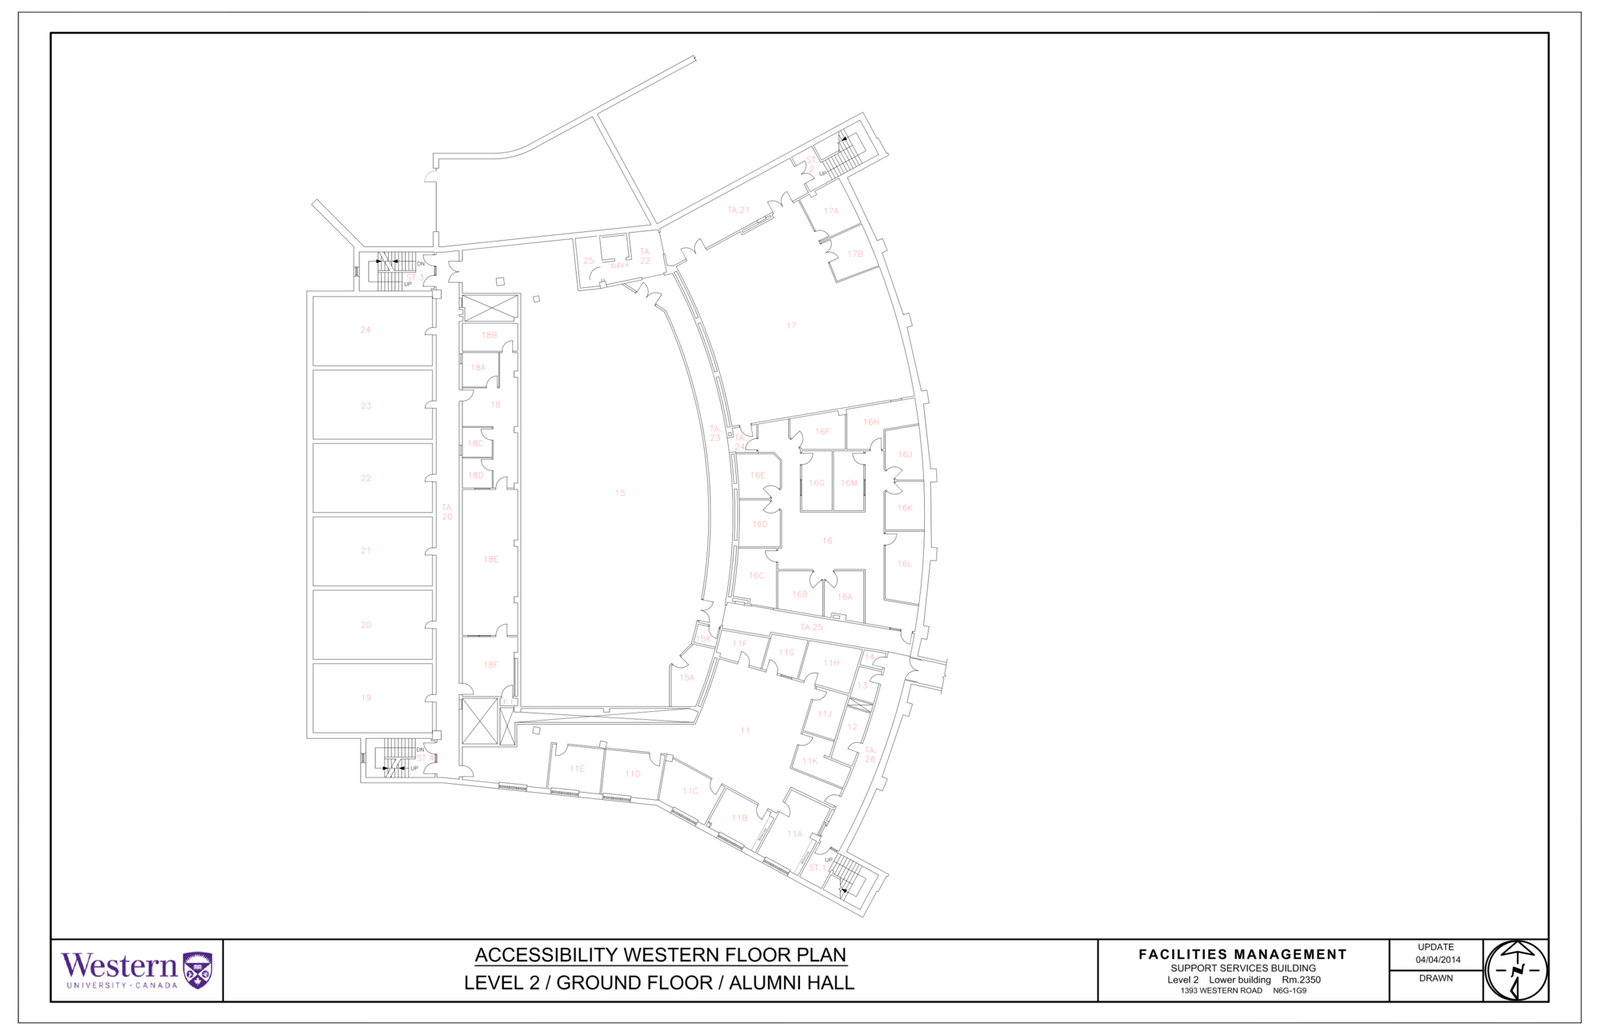 ST.
2
UP
TA.21
17A
17B
TA.
22
25
ELEV.4
DN
ST.3
UP
17
24
18B
18A
23
18
TA.
23
TA.
24
16F
16H
18C
16J
18D
16E
16G
16M
22
15
16K
TA.
20
16D
16
21
18E
16C
16L
16B
16A
20
TA.25
15X
11F
11G
11H
14
18F
15A
13
19
11J
11
12
DN
ST.4
UP
TA.
26
11K
11E
11D
11C
11B
11A
UP
ST.1
Western
UNIVERSITY · CANADA
ACCESSIBILITY WESTERN FLOOR PLAN
LEVEL 2 / GROUND FLOOR / ALUMNI HALL
FACILITIES MANAGEMENT
SUPPORT SERVICES BUILDING
Level 2 Lower building Rm.2350
1393 WESTERN ROAD N6G-1G9
UPDATE
04/04/2014
DRAWN
N